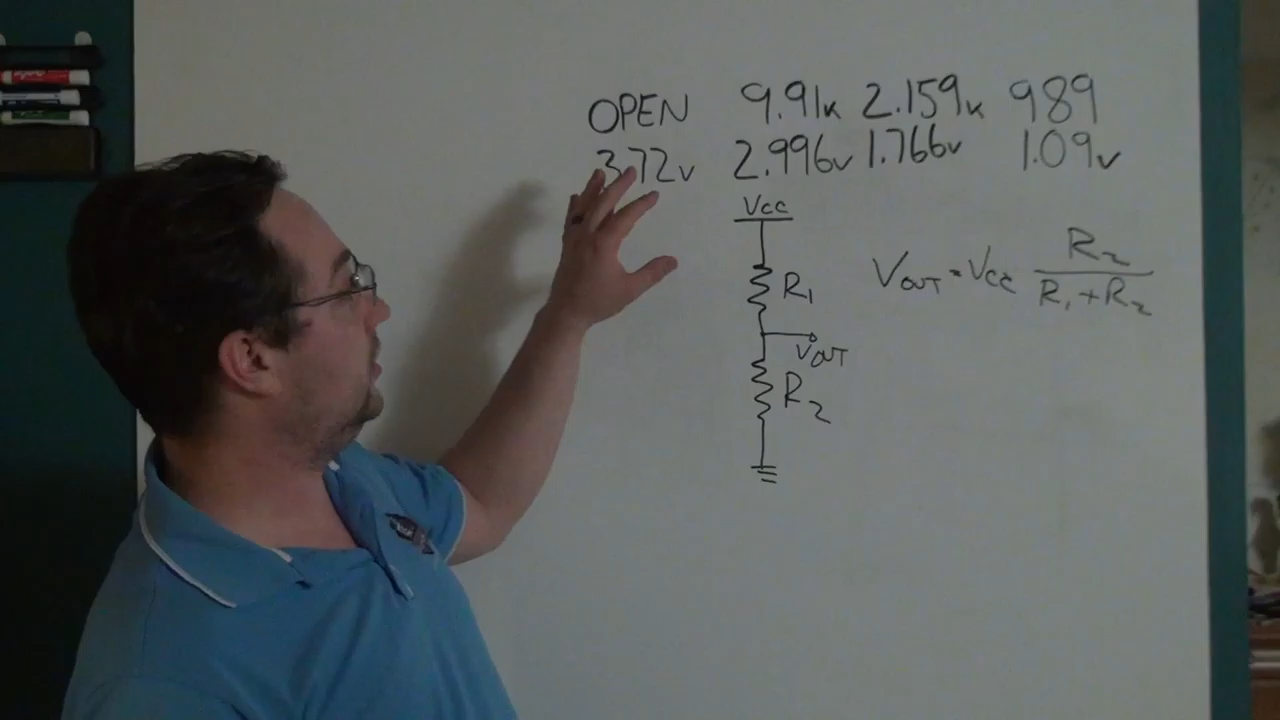 OPEN 9.91K 2.159K 989
3.72V 2.996V 1.766V 1.09V
Vcc
R1
VOUT = Vcc R2
R1 + R2
VOUT
R2